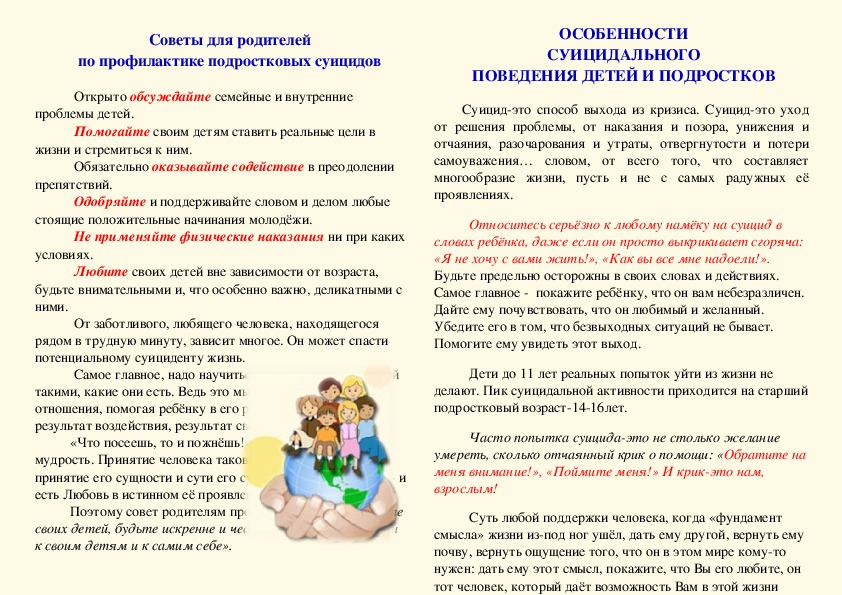 Советы для родителей
по профилактике подростковых суицидов
Открыто обсуждайте семейные и внутренние
проблемы детей.
Помогайте своим детям ставить реальные цели в
жизни и стремиться к ним.
Обязательно оказывайте содействие в преодолении
препятствий.
Одобряйте и поддерживайте словом и делом любые
стоящие положительные начинания молодёжи.
Не применяйте физические наказания ни при каких
условиях.
Любите своих детей вне зависимости от возраста,
будьте внимательными и, что особенно важно, деликатными с
ними.
От заботливого, любящего человека, находящегося
рядом в трудную минуту, зависит многое. Он может спасти
потенциальному суициденту жизнь.
Самое главное, надо
такими, какие они есть. Ведь это
отношения, помогая ребёнку в его
результат воздействия, результат
«Что посеешь, то и пожнёшь!
мудрость. Принятие человека
принятие его сущности и сути его и
есть Любовь в истинном её
Поэтому совет родителям
своих детей, будьте искренне и
к своим детям и к самим себе».
ОСОБЕННОСТИ
СУИЦИДАЛЬНОГО
ПОВЕДЕНИЯ ДЕТЕЙ И ПОДРОСТКОВ
Суицид-это способ выхода из кризиса. Суицид-это уход
от решения проблемы, от наказания и позора, унижения и
отчаяния, разочарования и утраты, отвергнутости и потери
самоуважения… словом, от всего того, что составляет
многообразие жизни, пусть и не с самых радужных её
проявлениях.
Относитесь серьёзно к любому намёку на суицид в
словах ребёнка, даже если он просто выкрикивает сгоряча:
«Я не хочу с вами жить!», «Как вы все мне надоели!».
Будьте предельно осторожны в своих словах и действиях.
Самое главное - покажите ребёнку, что он вам небезразличен.
Дайте ему почувствовать, что он любимый и желанный.
Убедите его в том, что безвыходных ситуаций не бывает.
Помогите ему увидеть этот выход.
Дети до 11 лет реальных попыток уйти из жизни не
делают. Пик суицидальной активности приходится на старший
подростковый возраст-14-16лет.
Часто попытка суицида-это не столько желание
умереть, сколько отчаянный крик о помощи: «Обратите на
меня внимание!», «Поймите меня!» И крик-это нам,
взрослым!
Суть любой поддержки человека, когда «фундамент
смысла» жизни из-под ног ушёл, дать ему другой, вернуть ему
почву, вернуть ощущение того, что он в этом мире кому-то
нужен: дать ему этот смысл, покажите, что Вы его любите, он
тот человек, который даёт возможность Вам в этой жизни